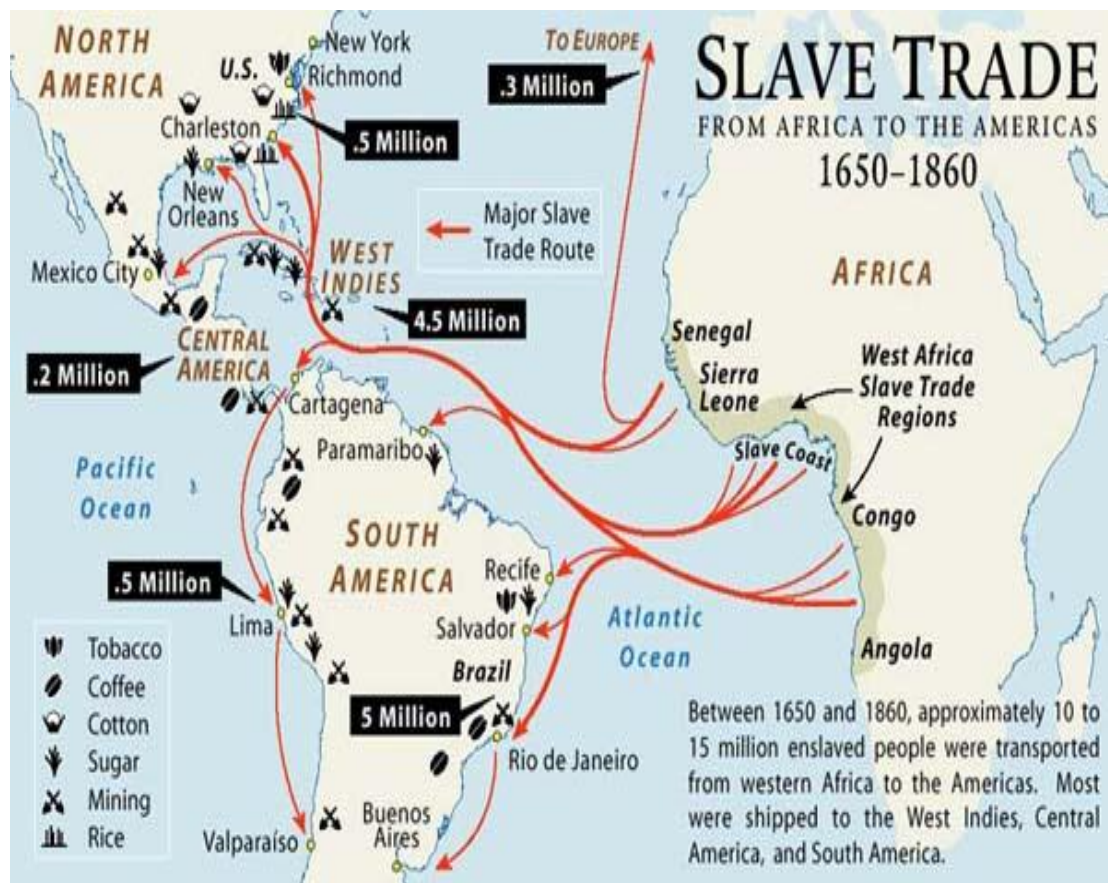 SLAVE TRADE
FROM AFRICA TO THE AMERICAS
1650–1860
NORTH
AMERICA
New York
U.S.
Richmond
TO EUROPE
.3 Million
Charleston
.5 Million
New
Orleans
Major Slave
Trade Route
Mexico City
WEST
INDIES
4.5 Million
AFRICA
CENTRAL
AMERICA
.2 Million
Senegal
Sierra
Leone
West Africa
Slave Trade
Regions
Cartagena
Paramaribo
Slave Coast
Pacific
Ocean
Congo
SOUTH
AMERICA
.5 Million
Recife
Lima
Salvador
Atlantic
Ocean
Angola
Brazil
5 Million
Rio de Janeiro
Buenos
Aires
Valparaíso
Tobacco
Coffee
Cotton
Sugar
Mining
Rice
Between 1650 and 1860, approximately 10 to
15 million enslaved people were transported
from western Africa to the Americas. Most
were shipped to the West Indies, Central
America, and South America.